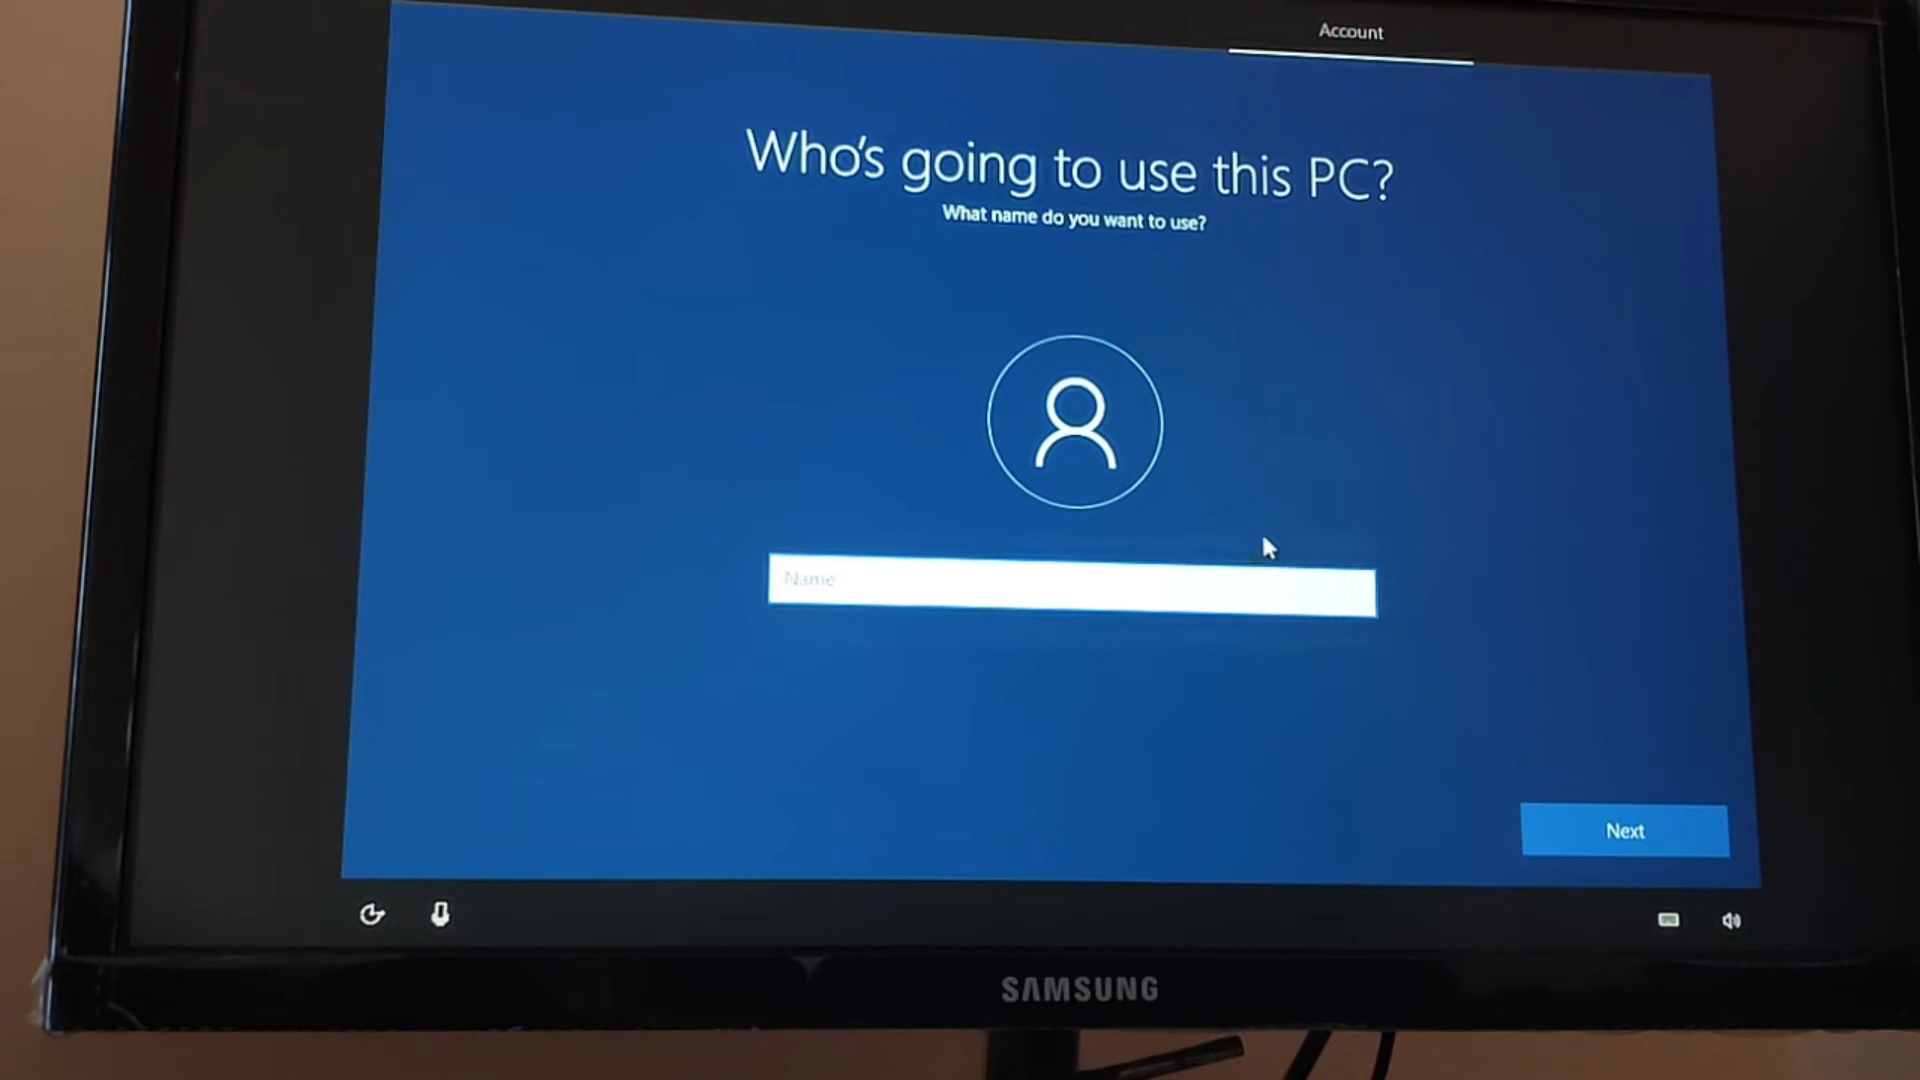 Account
Who's going to use this PC?
What name do you want to use?
Name
Next
SAMSUNG